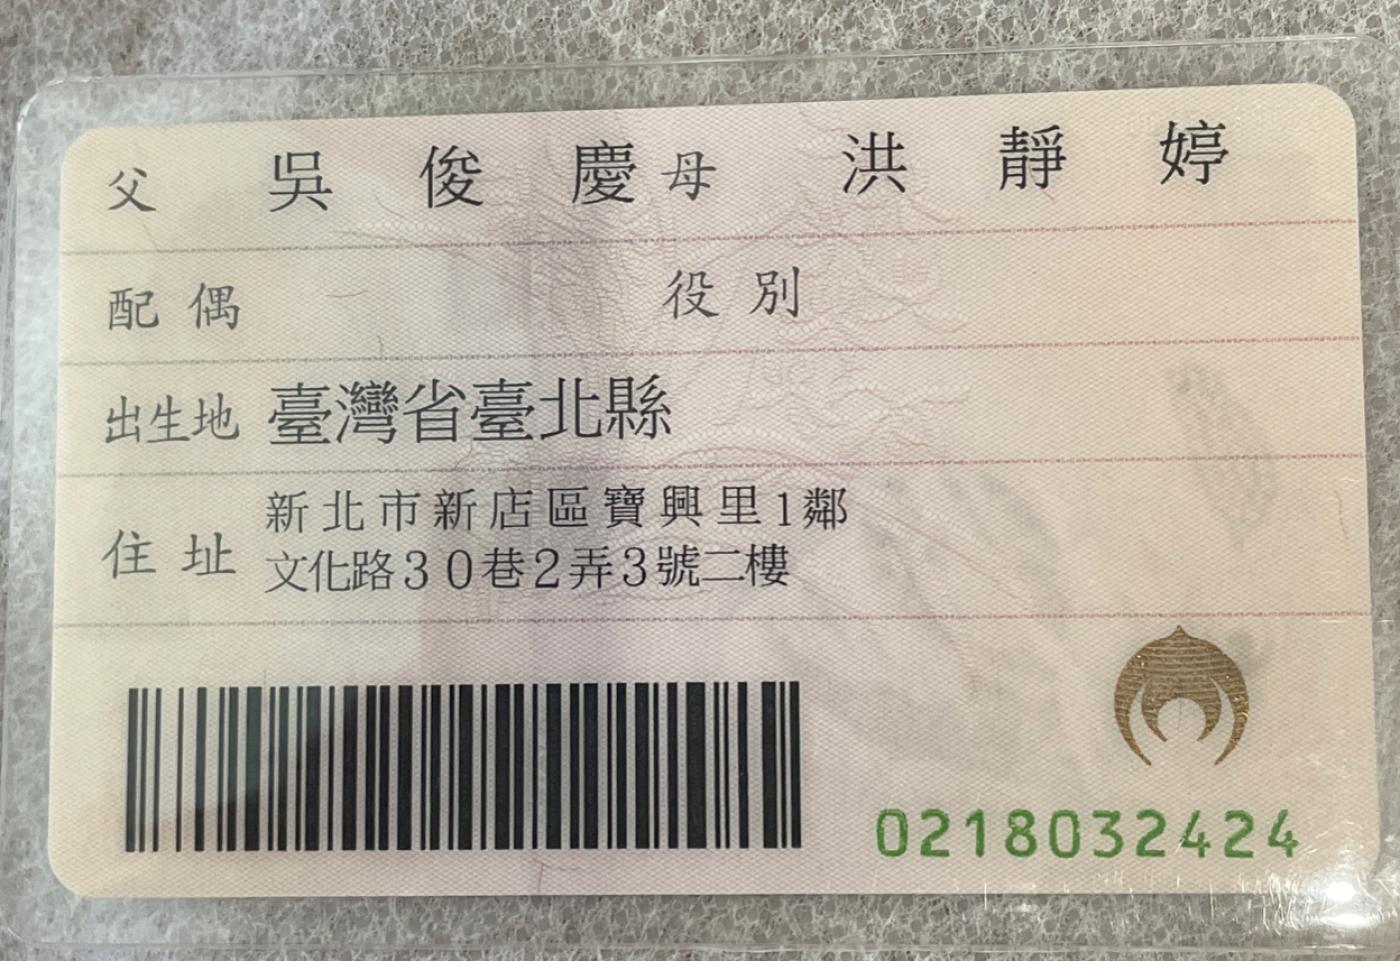 父 吳俊慶 母 洪靜婷
配偶 役別
出生地 臺灣省臺北縣
住址 新北市新店區寶興里1鄰
文化路30巷2弄3號二樓
0218032424